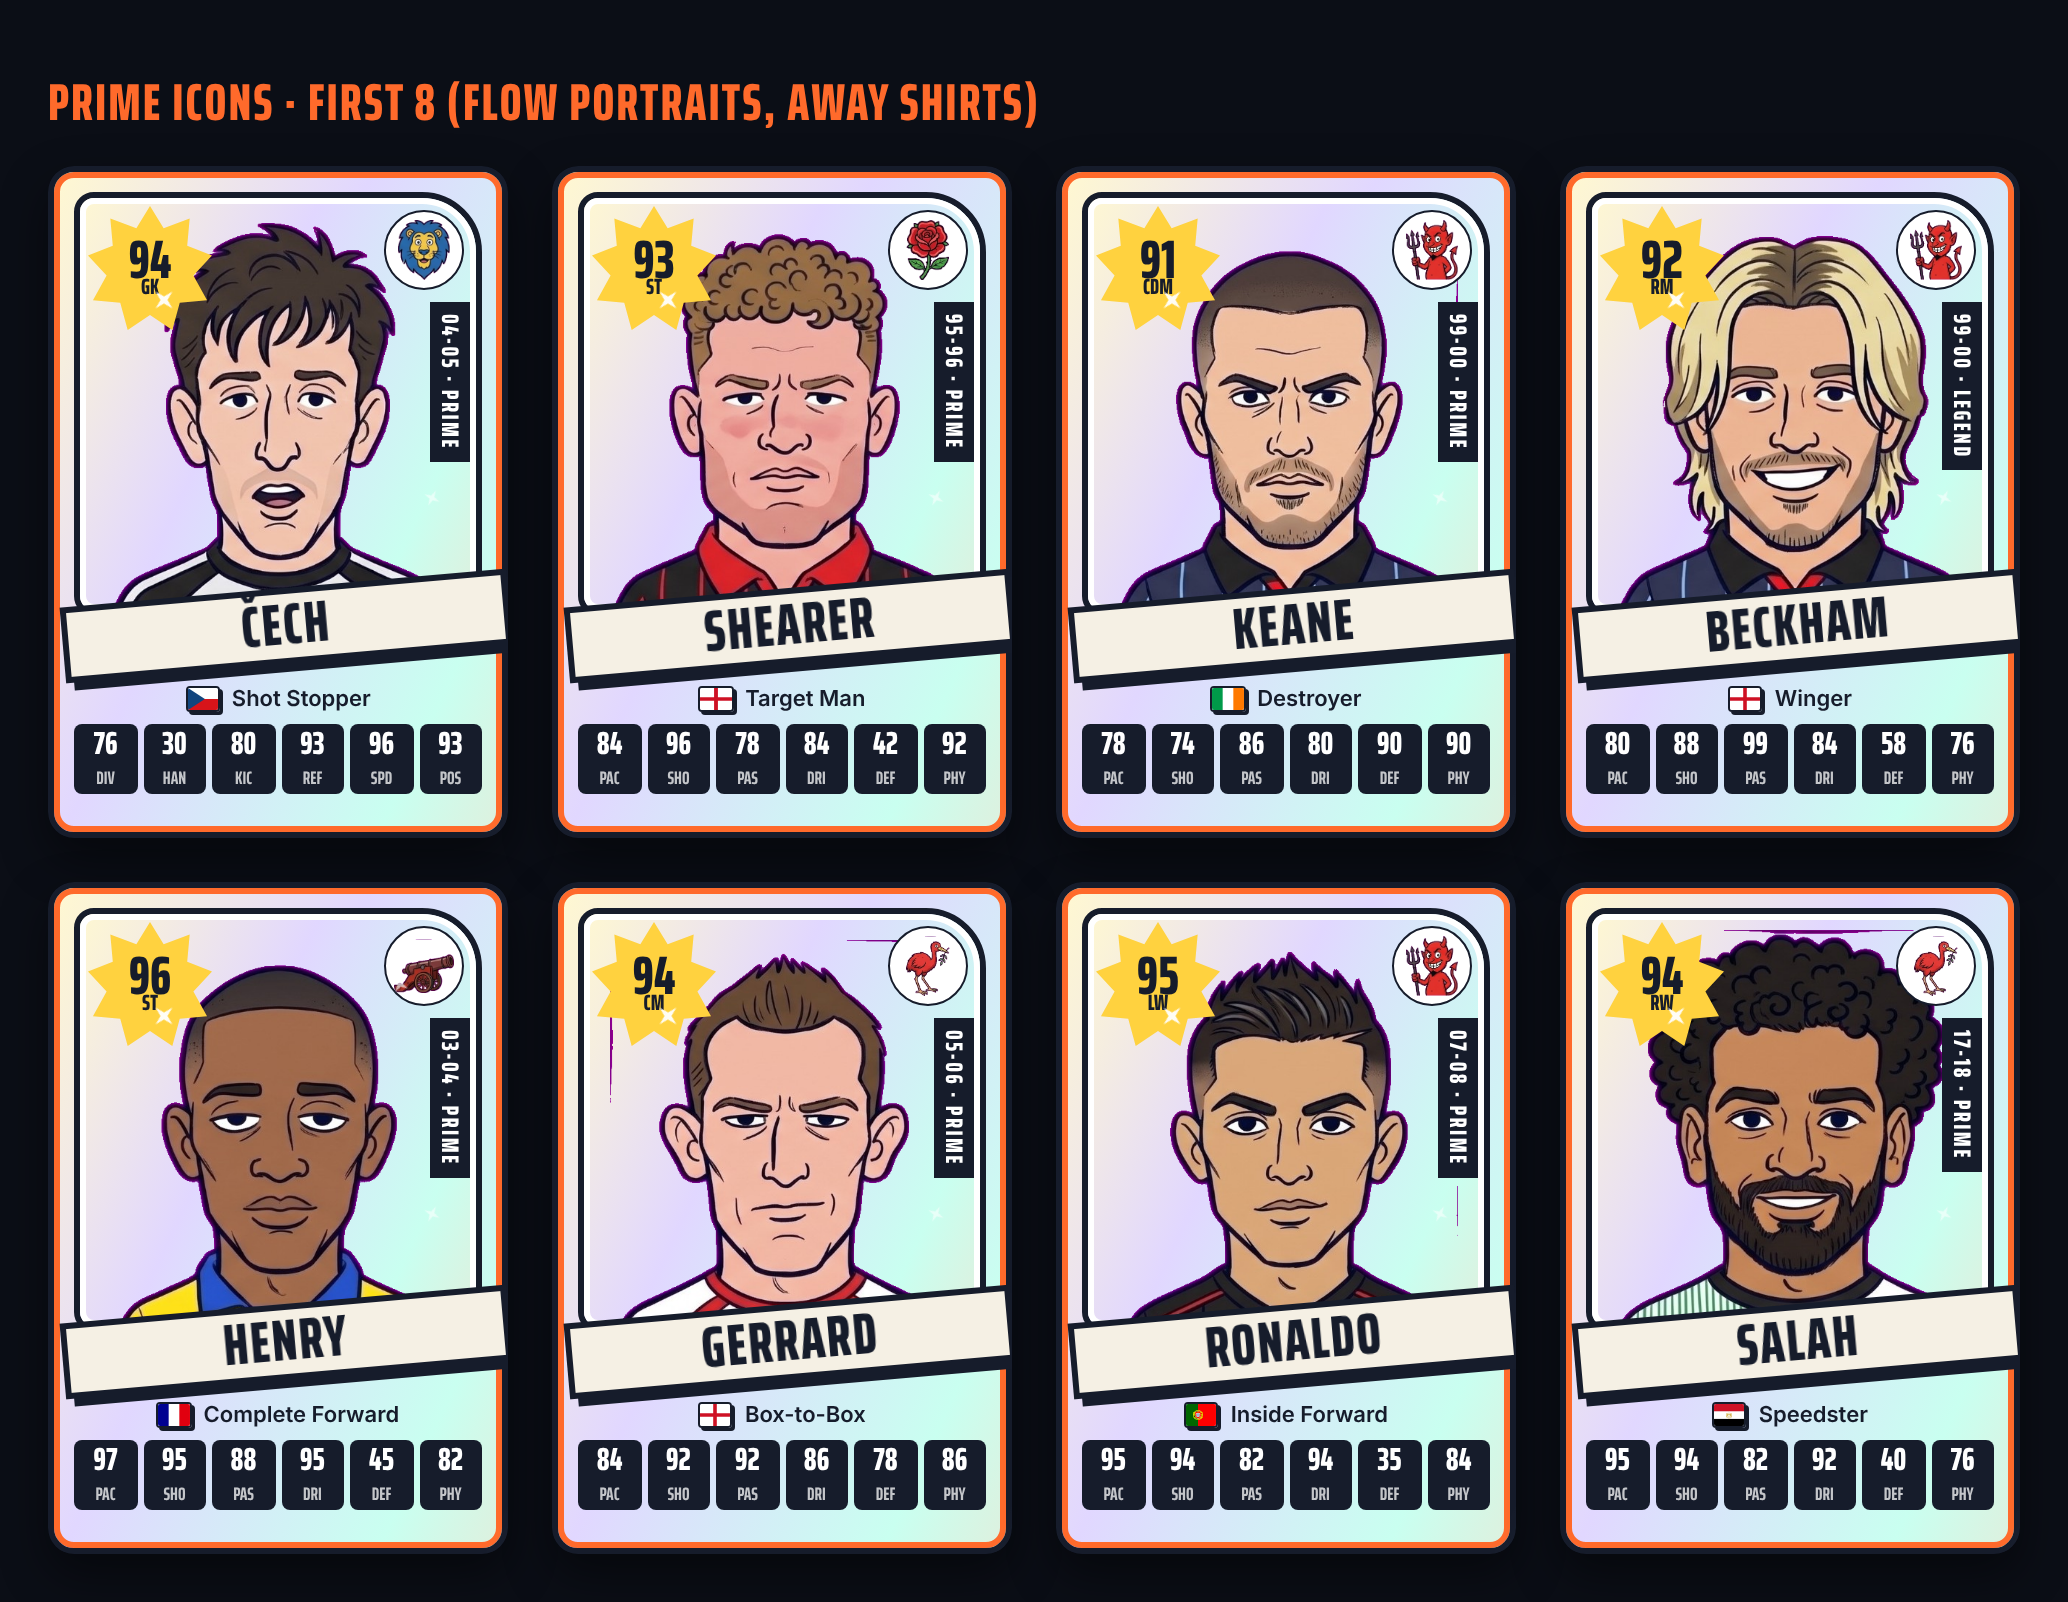 PRIME ICONS - FIRST 8 (FLOW PORTRAITS, AWAY SHIRTS)
94
GK
04-05 · PRIME
ČECH
Shot Stopper
76 30 80 93 96 93
DIV HAN KIC REF SPD POS
93
ST
95-96 · PRIME
SHEARER
Target Man
84 96 78 84 42 92
PAC SHO PAS DRI DEF PHY
91
CDM
99-00 · PRIME
KEANE
Destroyer
78 74 86 80 90 90
PAC SHO PAS DRI DEF PHY
92
RM
99-00 · LEGEND
BECKHAM
Winger
80 88 99 84 58 76
PAC SHO PAS DRI DEF PHY
96
ST
03-04 · PRIME
HENRY
Complete Forward
97 95 88 95 45 82
PAC SHO PAS DRI DEF PHY
94
CM
05-06 · PRIME
GERRARD
Box-to-Box
84 92 92 86 78 86
PAC SHO PAS DRI DEF PHY
95
LW
07-08 · PRIME
RONALDO
Inside Forward
95 94 82 94 35 84
PAC SHO PAS DRI DEF PHY
94
RW
17-18 · PRIME
SALAH
Speedster
95 94 82 92 40 76
PAC SHO PAS DRI DEF PHY